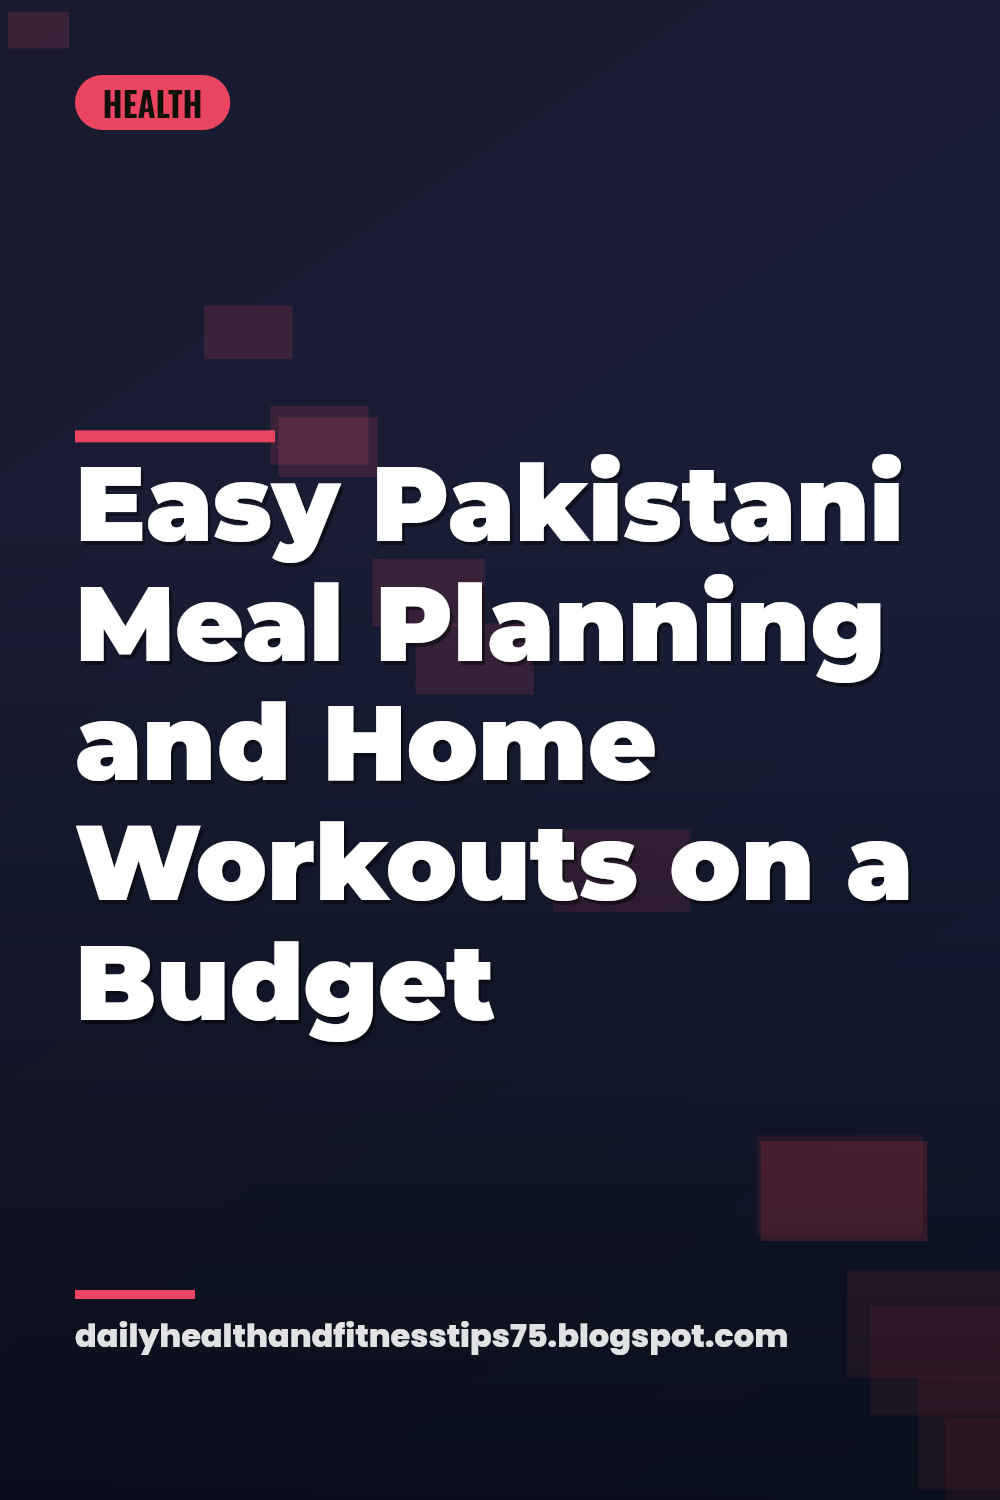 HEALTH
Easy Pakistani
Meal Planning
and Home
Workouts on a
Budget
dailyhealthandfitnesstips75.blogspot.com